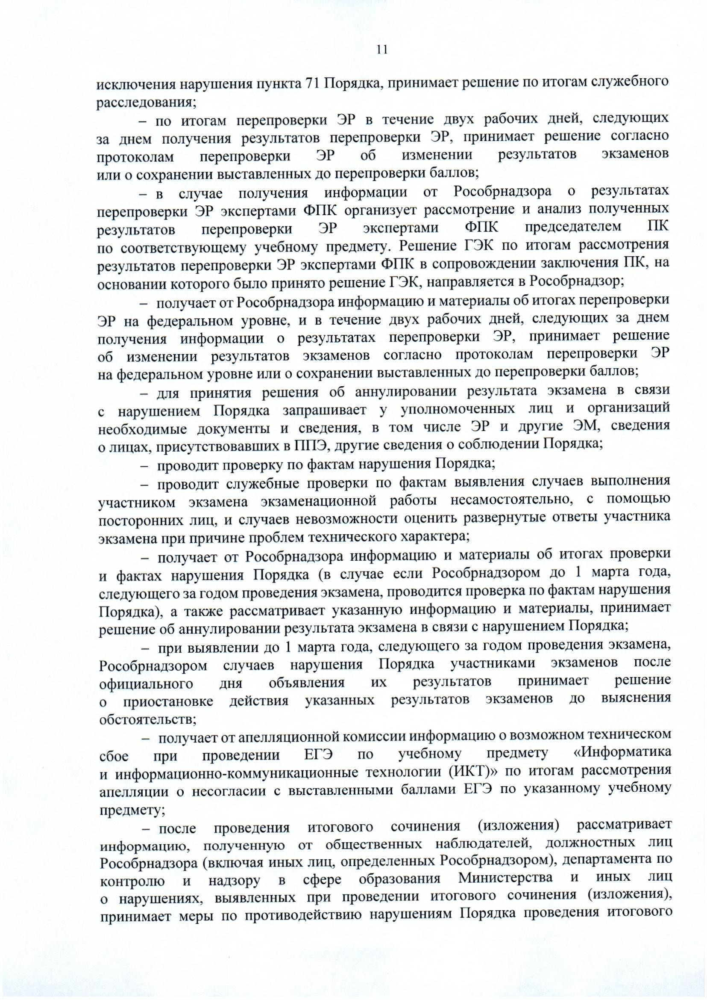 11
исключения нарушения пункта 71 Порядка, принимает решение по итогам служебного
расследования;
– по итогам перепроверки ЭР в течение двух рабочих дней, следующих
за днем получения результатов перепроверки ЭР, принимает решение согласно
протоколам перепроверки ЭР об изменении результатов экзаменов
или о сохранении выставленных до перепроверки баллов;
– в случае получения информации от Рособрнадзора о результатах
перепроверки ЭР экспертами ФПК организует рассмотрение и анализ полученных
результатов перепроверки ЭР экспертами ФПК председателем ПК
по соответствующему учебному предмету. Решение ГЭК по итогам рассмотрения
результатов перепроверки ЭР экспертами ФПК в сопровождении заключения ПК, на
основании которого было принято решение ГЭК, направляется в Рособрнадзор;
– получает от Рособрнадзора информацию и материалы об итогах перепроверки
ЭР на федеральном уровне, и в течение двух рабочих дней, следующих за днем
получения информации о результатах перепроверки ЭР, принимает решение
об изменении результатов экзаменов согласно протоколам перепроверки ЭР
на федеральном уровне или о сохранении выставленных до перепроверки баллов;
– для принятия решения об аннулировании результата экзамена в связи
с нарушением Порядка запрашивает у уполномоченных лиц и организаций
необходимые документы и сведения, в том числе ЭР и другие ЭМ, сведения
о лицах, присутствовавших в ППЭ, другие сведения о соблюдении Порядка;
– проводит проверку по фактам нарушения Порядка;
– проводит служебные проверки по фактам выявления случаев выполнения
участником экзамена экзаменационной работы несамостоятельно, с помощью
посторонних лиц, и случаев невозможности оценить развернутые ответы участника
экзамена при причине проблем технического характера;
– получает от Рособрнадзора информацию и материалы об итогах проверки
и фактах нарушения Порядка (в случае если Рособрнадзором до 1 марта года,
следующего за годом проведения экзамена, проводится проверка по фактам нарушения
Порядка), а также рассматривает указанную информацию и материалы, принимает
решение об аннулировании результата экзамена в связи с нарушением Порядка;
– при выявлении до 1 марта года, следующего за годом проведения экзамена,
Рособрнадзором случаев нарушения Порядка участниками экзаменов после
официального дня объявления их результатов принимает решение
о приостановке действия указанных результатов экзаменов до выяснения
обстоятельств;
– получает от апелляционной комиссии информацию о возможном техническом
сбое при проведении ЕГЭ по учебному предмету «Информатика
и информационно-коммуникационные технологии (ИКТ)» по итогам рассмотрения
апелляции о несогласии с выставленными баллами ЕГЭ по указанному учебному
предмету;
– после проведения итогового сочинения (изложения) рассматривает
информацию, полученную от общественных наблюдателей, должностных лиц
Рособрнадзора (включая иных лиц, определенных Рособрнадзором), департамента по
контролю и надзору в сфере образования Министерства и иных лиц
о нарушениях, выявленных при проведении итогового сочинения (изложения),
принимает меры по противодействию нарушениям Порядка проведения итогового